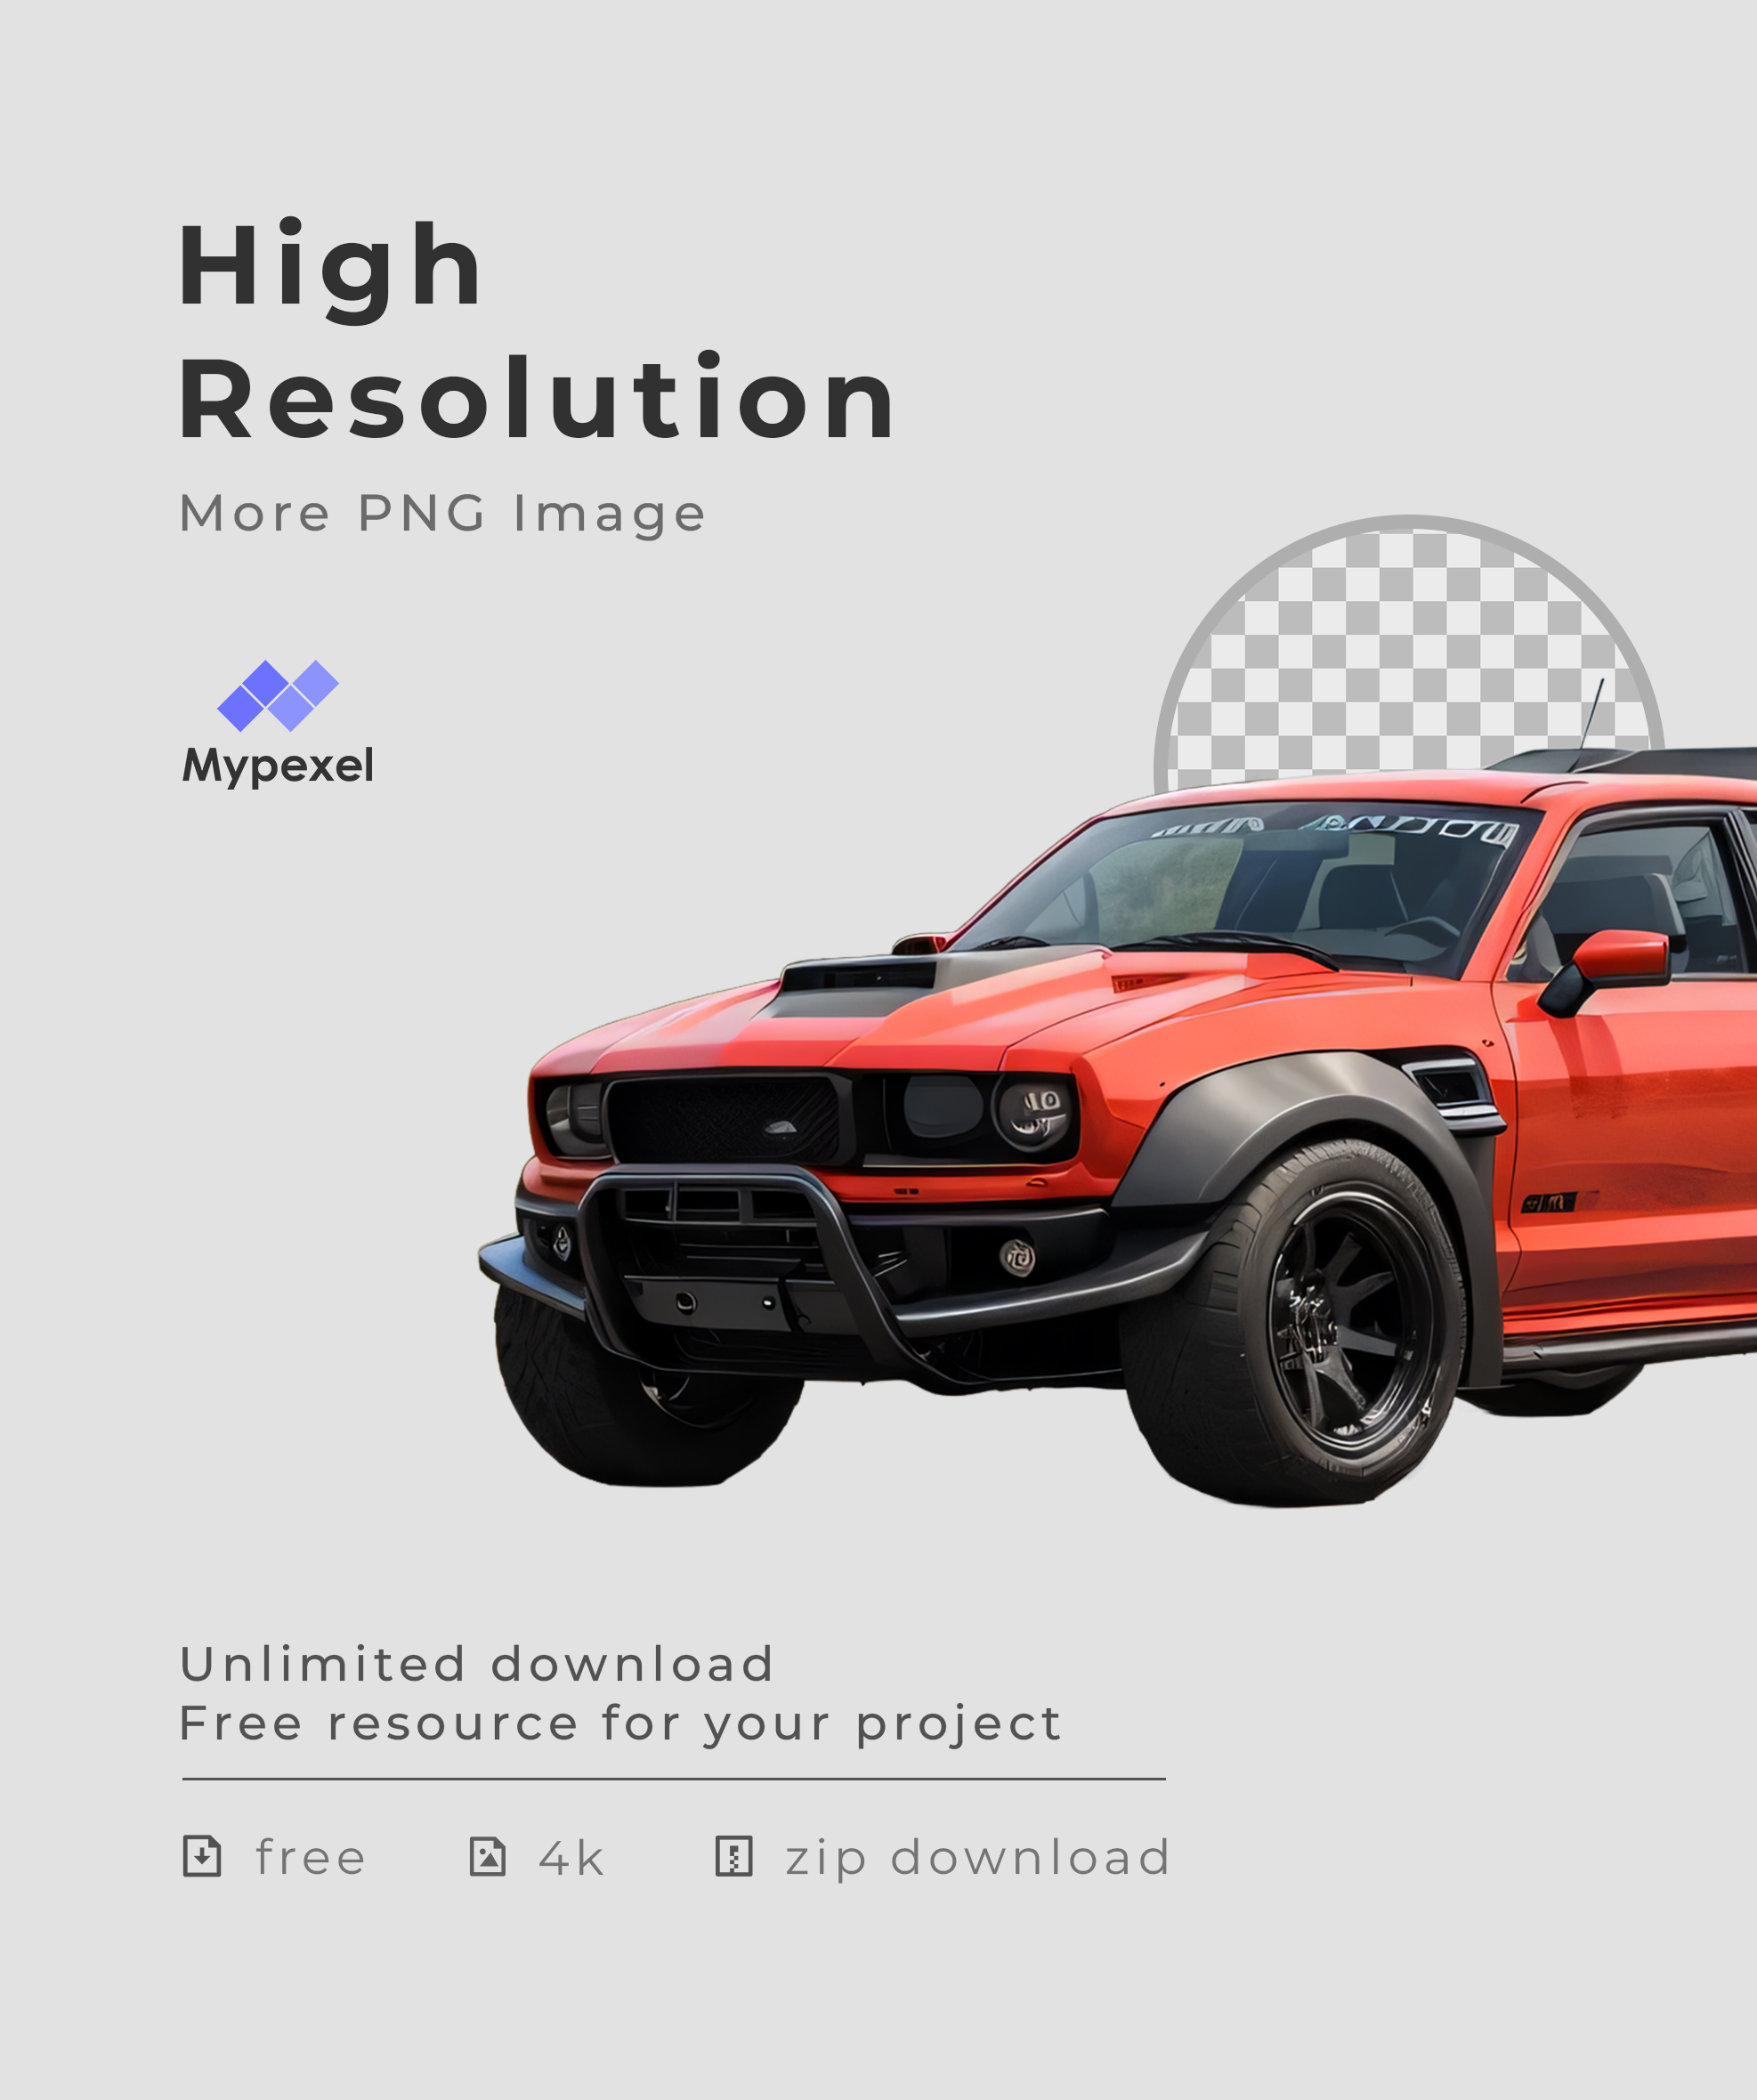 High
Resolution
More PNG Image
Mypexel
Unlimited download
Free resource for your project
free 4k zip download